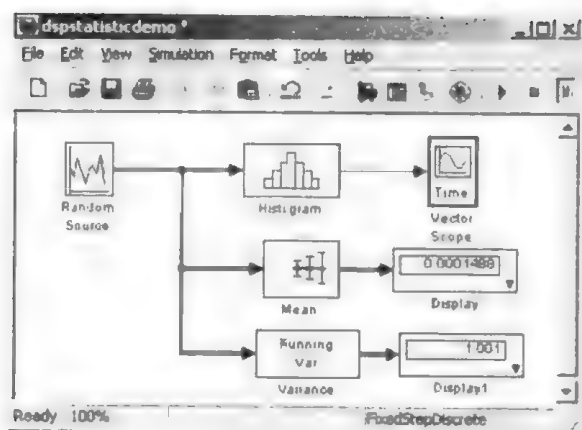 dspstatisticdemo *
File Edit View Simulation Format Tools Help
Random
Source
Histogram
Time
Vector
Scope
Mean
0.0001488
Display
Running
Var
Variance
1.001
Display1
Ready 100% FixedStepDiscrete